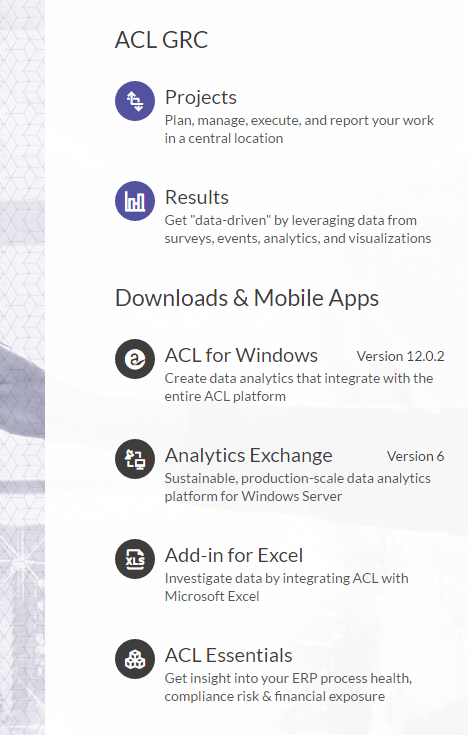 ACL GRC
Projects
Plan, manage, execute, and report your work
in a central location
Results
Get "data-driven" by leveraging data from
surveys, events, analytics, and visualizations
Downloads & Mobile Apps
ACL for Windows Version 12.0.2
Create data analytics that integrate with the
entire ACL platform
Analytics Exchange Version 6
Sustainable, production-scale data analytics
platform for Windows Server
XLS
Add-in for Excel
Investigate data by integrating ACL with
Microsoft Excel
ACL Essentials
Get insight into your ERP process health,
compliance risk & financial exposure